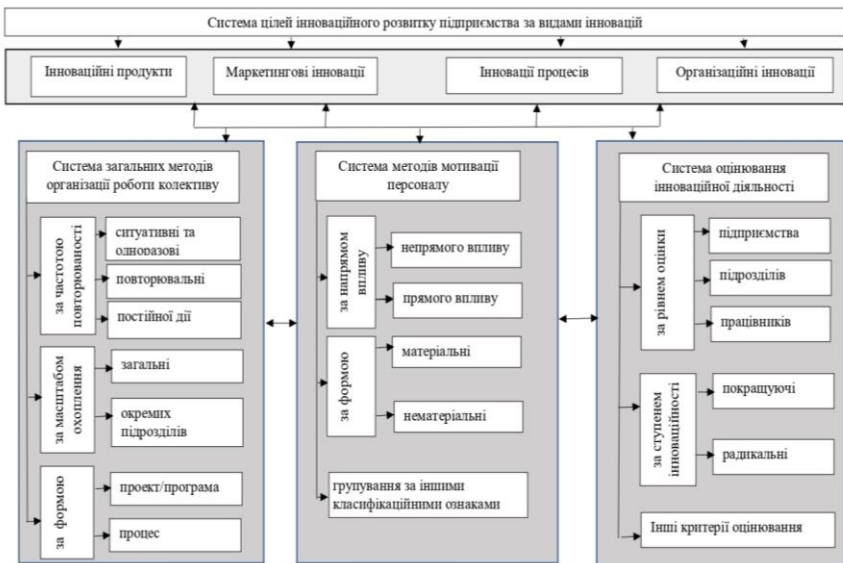 Система цілей інноваційного розвитку підприємства за видами інновацій
Інноваційні продукти
Маркетингові інновації
Інновації процесів
Організаційні інновації
Система загальних методів
організації роботи колективу
за частотою
повторюваності
ситуативні та
одноразові
повторювальні
постійної дії
за масштабом
охоплення
загальні
окремих
підрозділів
за формою
проект/програма
процес
Система методів мотивації
персоналу
за напрямом
впливу
непрямого впливу
прямого впливу
за формою
матеріальні
нематеріальні
групування за іншими
класифікаційними ознаками
Система оцінювання
інноваційної діяльності
за рівнем оцінки
підприємства
підрозділів
працівників
за ступенем
інноваційності
покращуючі
радикальні
Інші критерії оцінювання